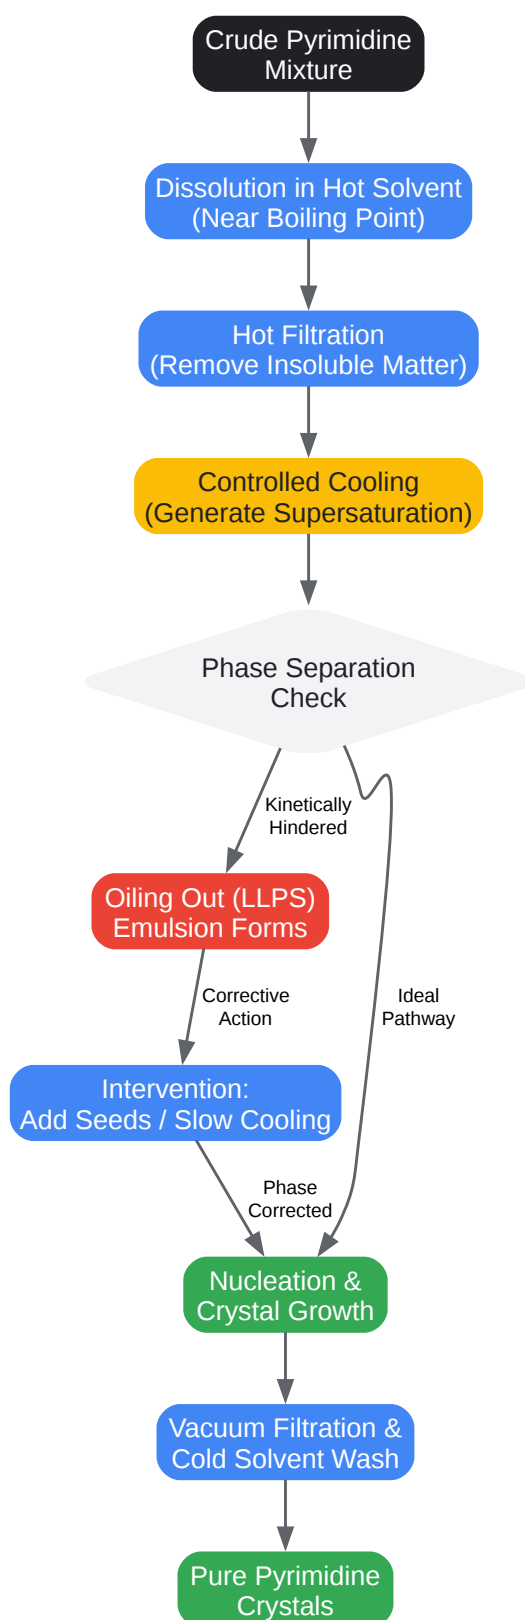 Crude Pyrimidine
Mixture
Dissolution in Hot Solvent
(Near Boiling Point)
Hot Filtration
(Remove Insoluble Matter)
Controlled Cooling
(Generate Supersaturation)
Phase Separation
Check
Kinetically
Hindered
Oiling Out (LLPS)
Emulsion Forms
Corrective
Action
Ideal
Pathway
Intervention:
Add Seeds / Slow Cooling
Phase
Corrected
Nucleation &
Crystal Growth
Vacuum Filtration &
Cold Solvent Wash
Pure Pyrimidine
Crystals